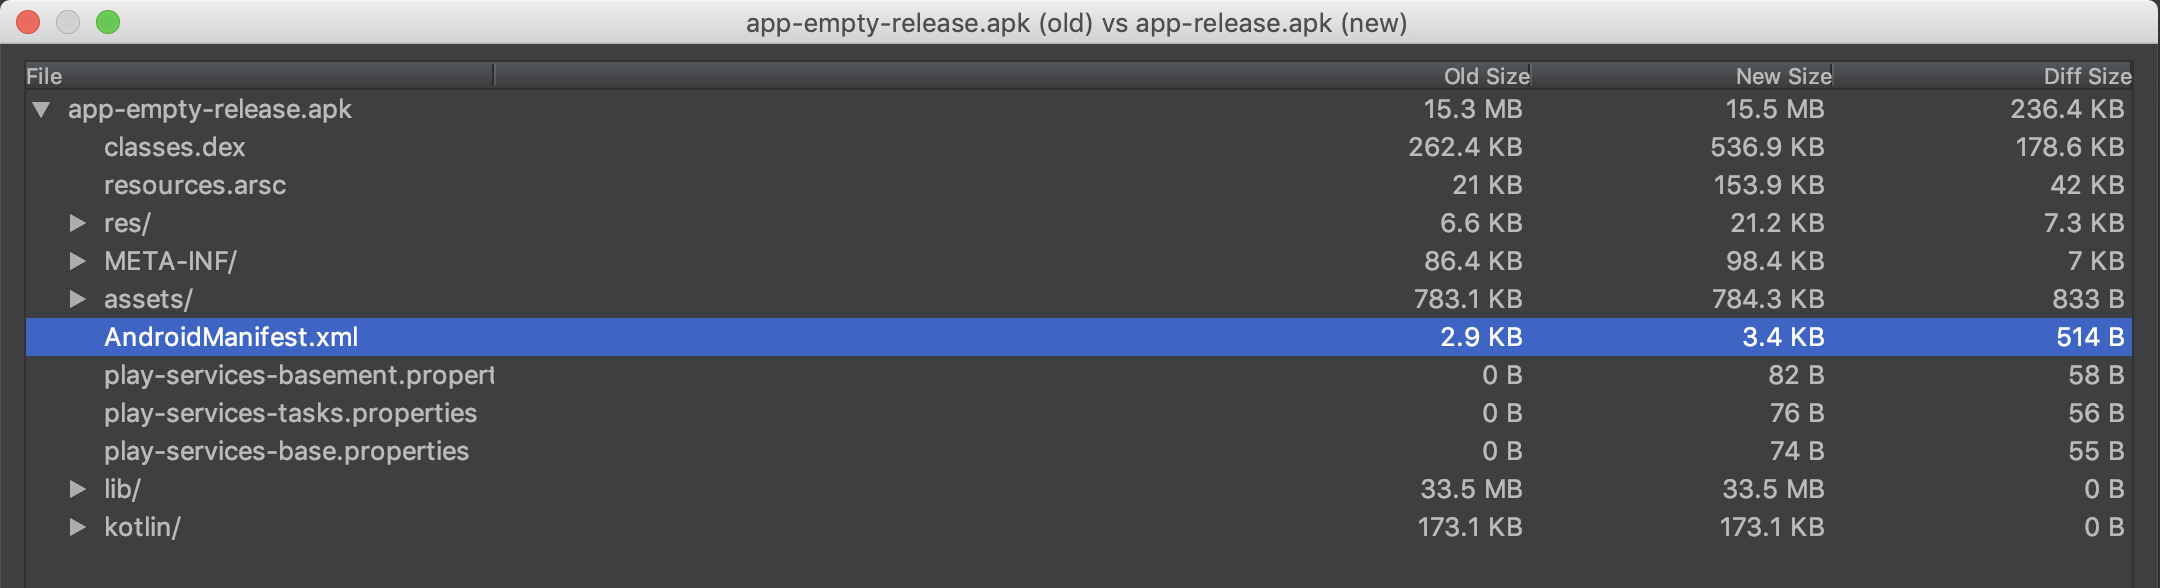 app-empty-release.apk (old) vs app-release.apk (new)
File Old Size New Size Diff Size
app-empty-release.apk 15.3 MB 15.5 MB 236.4 KB
classes.dex 262.4 KB 536.9 KB 178.6 KB
resources.arsc 21 KB 153.9 KB 42 KB
res/ 6.6 KB 21.2 KB 7.3 KB
META-INF/ 86.4 KB 98.4 KB 7 KB
assets/ 783.1 KB 784.3 KB 833 B
AndroidManifest.xml 2.9 KB 3.4 KB 514 B
play-services-basement.propert 0 B 82 B 58 B
play-services-tasks.properties 0 B 76 B 56 B
play-services-base.properties 0 B 74 B 55 B
lib/ 33.5 MB 33.5 MB 0 B
kotlin/ 173.1 KB 173.1 KB 0 B